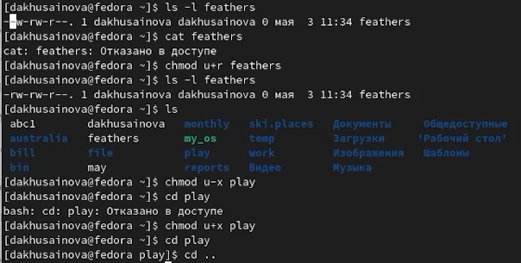 [dakhusainova@fedora ~]$ ls -l feathers
--w-rw-r--. 1 dakhusainova dakhusainova 0 мая  3 11:34 feathers
[dakhusainova@fedora ~]$ cat feathers
cat: feathers: Отказано в доступе
[dakhusainova@fedora ~]$ chmod u+r feathers
[dakhusainova@fedora ~]$ ls -l feathers
-rw-rw-r--. 1 dakhusainova dakhusainova 0 мая  3 11:34 feathers
[dakhusainova@fedora ~]$ ls
abc1 dakhusainova monthly ski.places Документы Общедоступные
australia feathers my_os temp Загрузки 'Рабочий стол'
bill file play work Изображения Шаблоны
bin may reports Видео Музыка
[dakhusainova@fedora ~]$ chmod u-x play
[dakhusainova@fedora ~]$ cd play
bash: cd: play: Отказано в доступе
[dakhusainova@fedora ~]$ chmod u+x play
[dakhusainova@fedora ~]$ cd play
[dakhusainova@fedora play]$ cd ..